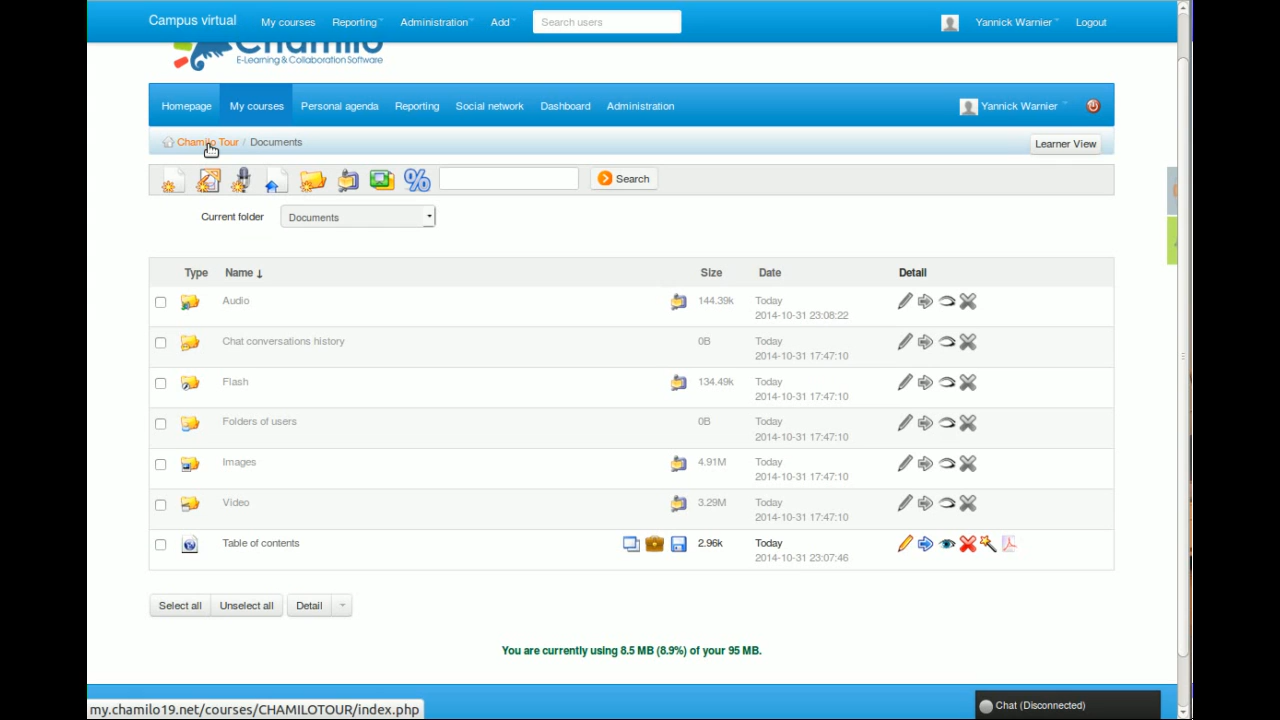 Campus virtual My courses Reporting Administration Add Search users Yannick Warnier Logout
Chamilo
E-Learning & Collaboration Software
Homepage My courses Personal agenda Reporting Social network Dashboard Administration Yannick Warnier
Chamilo Tour / Documents Learner View
Search
Current folder Documents
Type Name ↓ Size Date Detail
Audio 144.39k Today
2014-10-31 23:08:22
Chat conversations history 0B Today
2014-10-31 17:47:10
Flash 134.49k Today
2014-10-31 17:47:10
Folders of users 0B Today
2014-10-31 17:47:10
Images 4.91M Today
2014-10-31 17:47:10
Video 3.29M Today
2014-10-31 17:47:10
Table of contents 2.96k Today
2014-10-31 23:07:46
Select all Unselect all Detail
You are currently using 8.5 MB (8.9%) of your 95 MB.
my.chamilo19.net/courses/CHAMILOTOUR/index.php Chat (Disconnected)